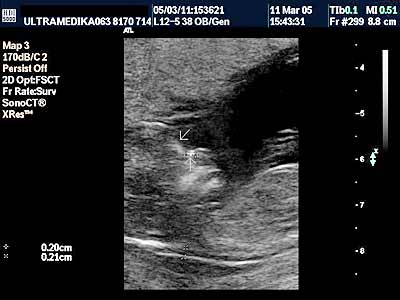 ULTRAMEDIKA063 8170 714
05/03/11:153621
L12-5 38 OB/Gen
11 Mar 05
15:43:31
TIb0.1 MI 0.51
Fr #299 8.8 cm
ATL
Map 3
170dB/C 2
Persist Off
2D Opt:FSCT
Fr Rate:Surv
SonoCT®
XRes™
4
5
6
7
8
0.20cm
0.21cm